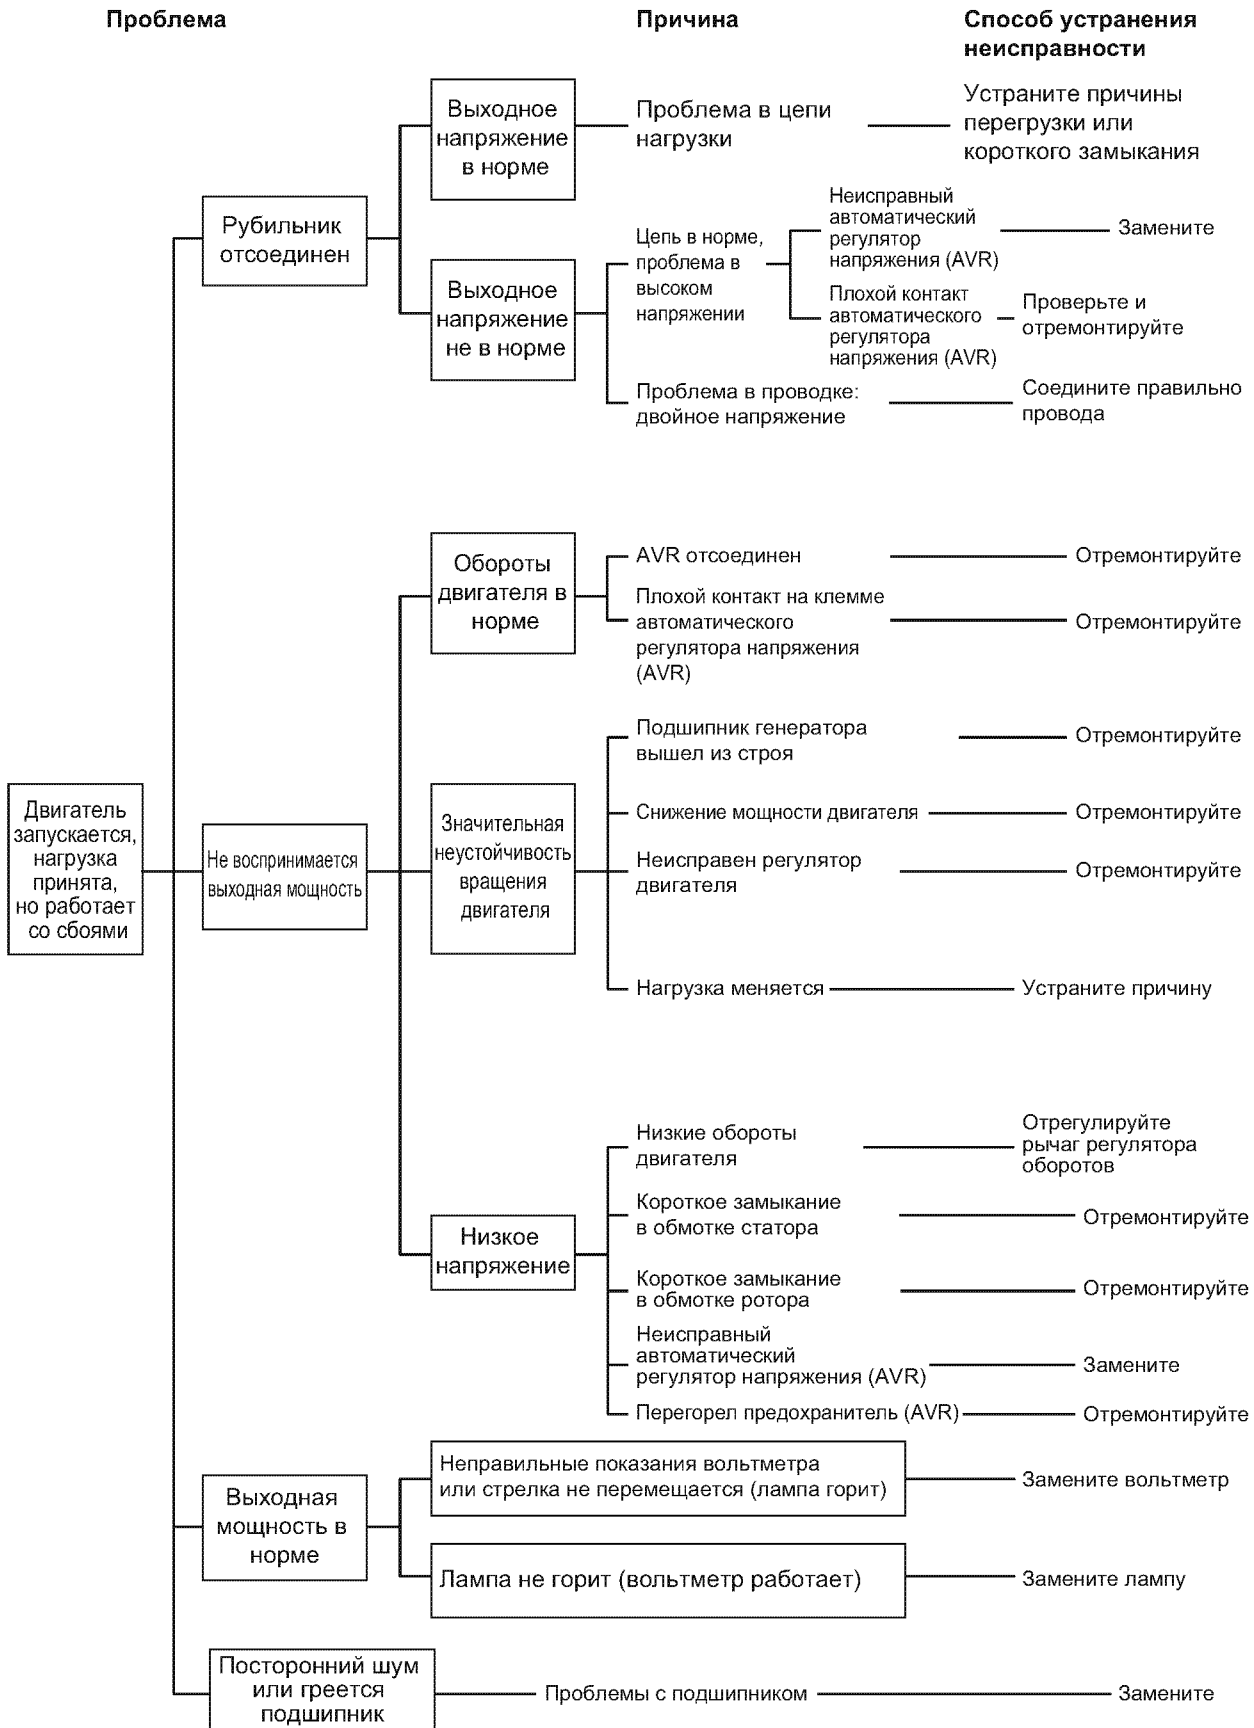 Проблема
Причина
Способ устранения
неисправности
Выходное
напряжение
в норме
Проблема в цепи
нагрузки
Устраните причины
перегрузки или
короткого замыкания
Рубильник
отсоединен
Выходное
напряжение
не в норме
Цепь в норме,
проблема в
высоком
напряжении
Неисправный
автоматический
регулятор
напряжения (AVR)
Замените
Плохой контакт
автоматического
регулятора
напряжения (AVR)
Проверьте и
отремонтируйте
Проблема в проводке:
двойное напряжение
Соедините правильно
провода
Обороты
двигателя в
норме
AVR отсоединен
Отремонтируйте
Плохой контакт на клемме
автоматического
регулятора напряжения
(AVR)
Отремонтируйте
Двигатель
запускается,
нагрузка
принята,
но работает
со сбоями
Не воспринимается
выходная мощность
Значительная
неустойчивость
вращения
двигателя
Подшипник генератора
вышел из строя
Отремонтируйте
Снижение мощности двигателя
Отремонтируйте
Неисправен регулятор
двигателя
Отремонтируйте
Нагрузка меняется
Устраните причину
Низкое
напряжение
Низкие обороты
двигателя
Отрегулируйте
рычаг регулятора
оборотов
Короткое замыкание
в обмотке статора
Отремонтируйте
Короткое замыкание
в обмотке ротора
Отремонтируйте
Неисправный
автоматический
регулятор напряжения (AVR)
Замените
Перегорел предохранитель (AVR)
Отремонтируйте
Выходная
мощность в
норме
Неправильные показания вольтметра
или стрелка не перемещается (лампа горит)
Замените вольтметр
Лампа не горит (вольтметр работает)
Замените лампу
Посторонний шум
или греется
подшипник
Проблемы с подшипником
Замените